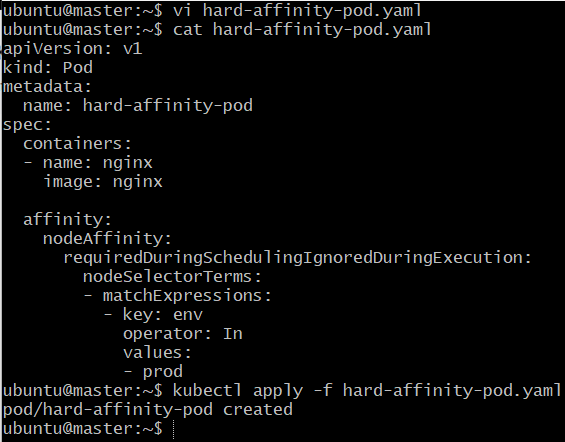 ubuntu@master:~$ vi hard-affinity-pod.yaml
ubuntu@master:~$ cat hard-affinity-pod.yaml
apiVersion: v1
kind: Pod
metadata:
  name: hard-affinity-pod
spec:
  containers:
  - name: nginx
    image: nginx

  affinity:
    nodeAffinity:
      requiredDuringSchedulingIgnoredDuringExecution:
        nodeSelectorTerms:
        - matchExpressions:
          - key: env
            operator: In
            values:
            - prod
ubuntu@master:~$ kubectl apply -f hard-affinity-pod.yaml
pod/hard-affinity-pod created
ubuntu@master:~$